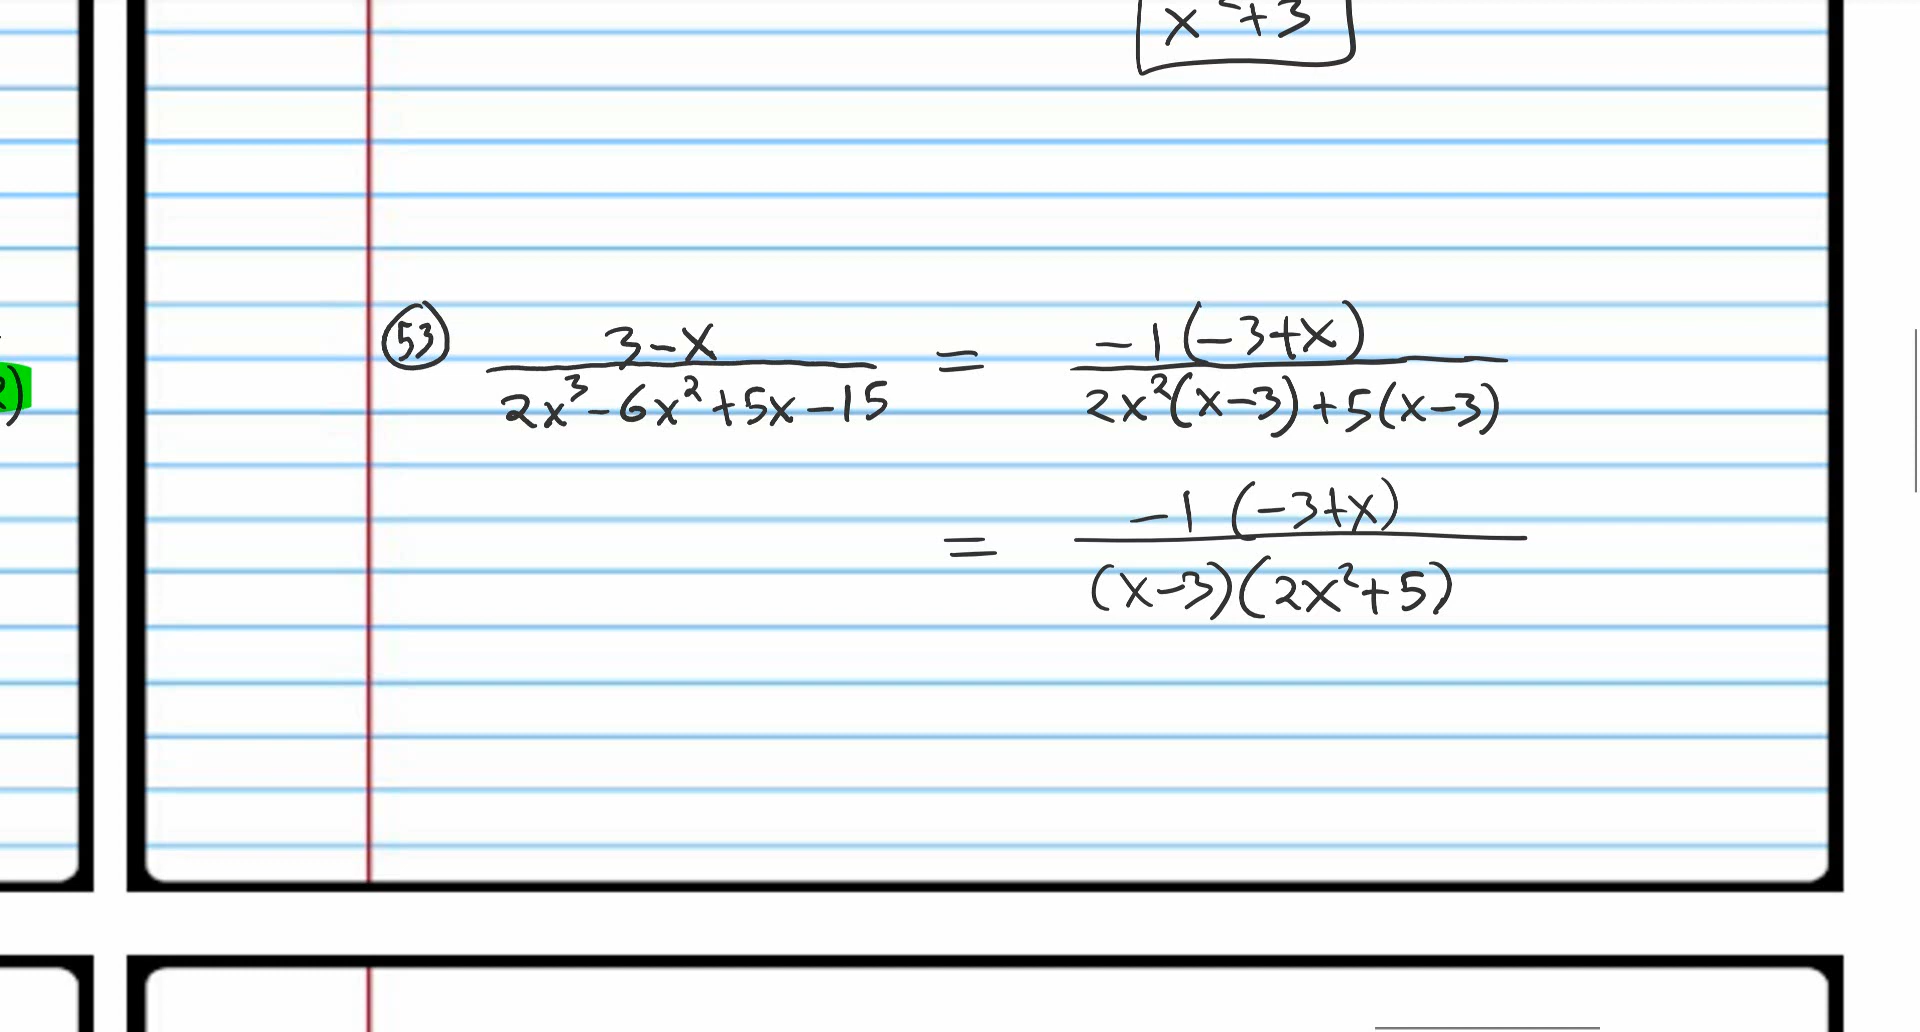 x²+3
(53) 3-x / 2x³-6x²+5x-15 = -1(-3+x) / 2x²(x-3)+5(x-3)
= -1 (-3+x) / (x-3)(2x²+5)